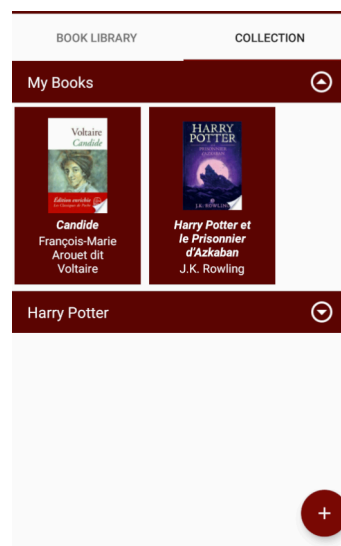 BOOK LIBRARY
COLLECTION
My Books
Voltaire
Candide
Édition enrichie
Candide
François-Marie
Arouet dit
Voltaire
HARRY
POTTER
J.K. ROWLING
Harry Potter et
le Prisonnier
d'Azkaban
J.K. Rowling
Harry Potter
+